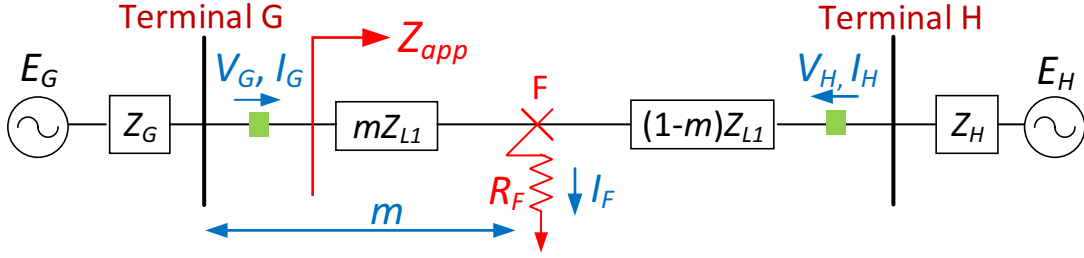 Terminal G
Terminal H
Z_app
E_G
V_G, I_G
V_H, I_H
E_H
F
Z_G
mZ_L1
(1-m)Z_L1
Z_H
R_F
I_F
m